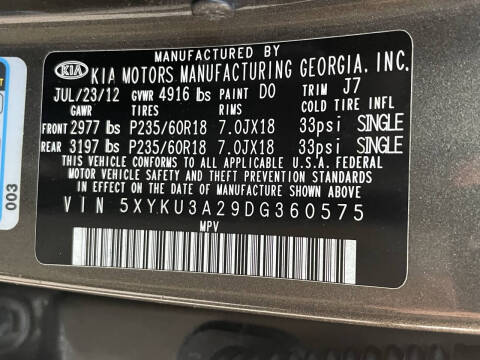 MANUFACTURED BY
KIA KIA MOTORS MANUFACTURING GEORGIA, INC.
JUL/23/12 GVWR 4916 lbs PAINT D0 TRIM J7
GAWR TIRES RIMS COLD TIRE INFL
FRONT 2977 lbs P235/60R18 7.0JX18 33psi SINGLE
REAR 3197 lbs P235/60R18 7.0JX18 33psi SINGLE
THIS VEHICLE CONFORMS TO ALL APPLICABLE U.S.A. FEDERAL
MOTOR VEHICLE SAFETY AND THEFT PREVENTION STANDARDS
IN EFFECT ON THE DATE OF MANUFACTURE SHOWN ABOVE
VIN 5XYKU3A29DG360575
MPV
003